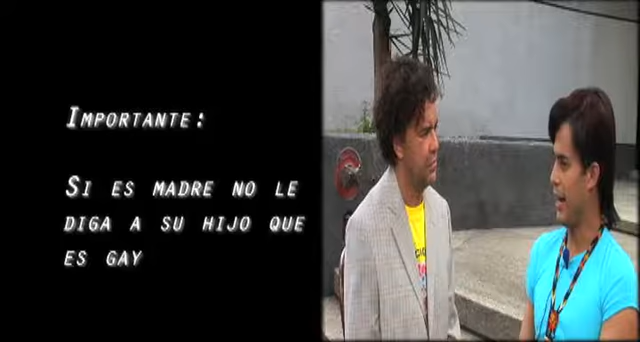 Importante:
Si es madre no le
diga a su hijo que
es gay